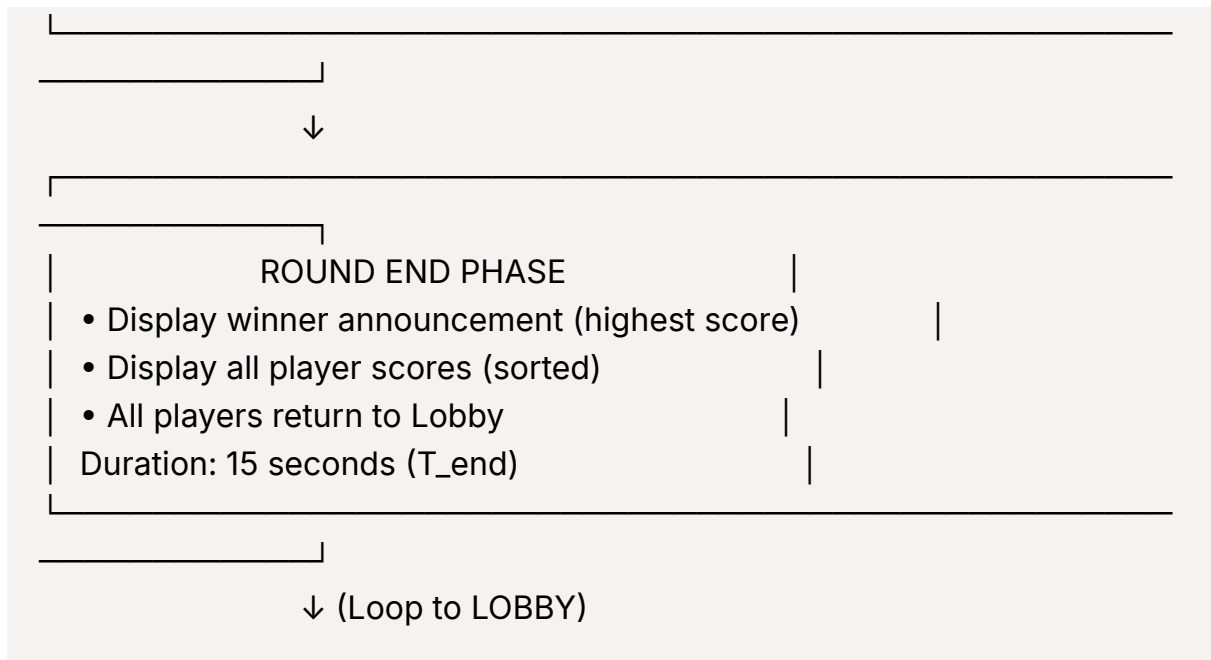 └─────────────────────────────────────────────────────────────
───────────────┘
↓
┌─────────────────────────────────────────────────────────────
───────────────┐
│ ROUND END PHASE │
│ • Display winner announcement (highest score) │
│ • Display all player scores (sorted) │
│ • All players return to Lobby │
│ Duration: 15 seconds (T_end) │
└─────────────────────────────────────────────────────────────
───────────────┘
↓ (Loop to LOBBY)